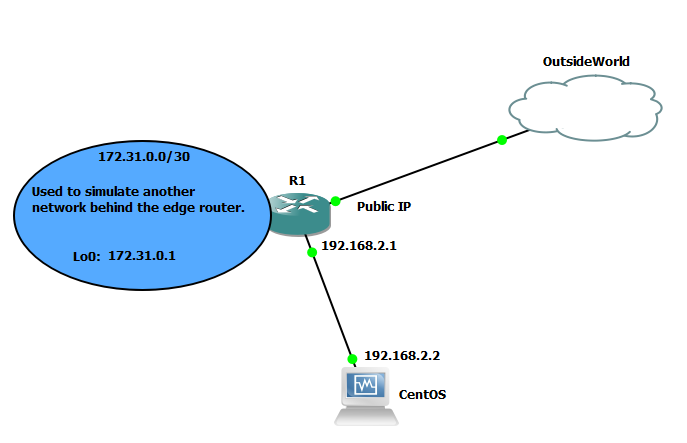 OutsideWorld
172.31.0.0/30
R1
Used to simulate another
network behind the edge router.
Public IP
192.168.2.1
Lo0: 172.31.0.1
192.168.2.2
CentOS